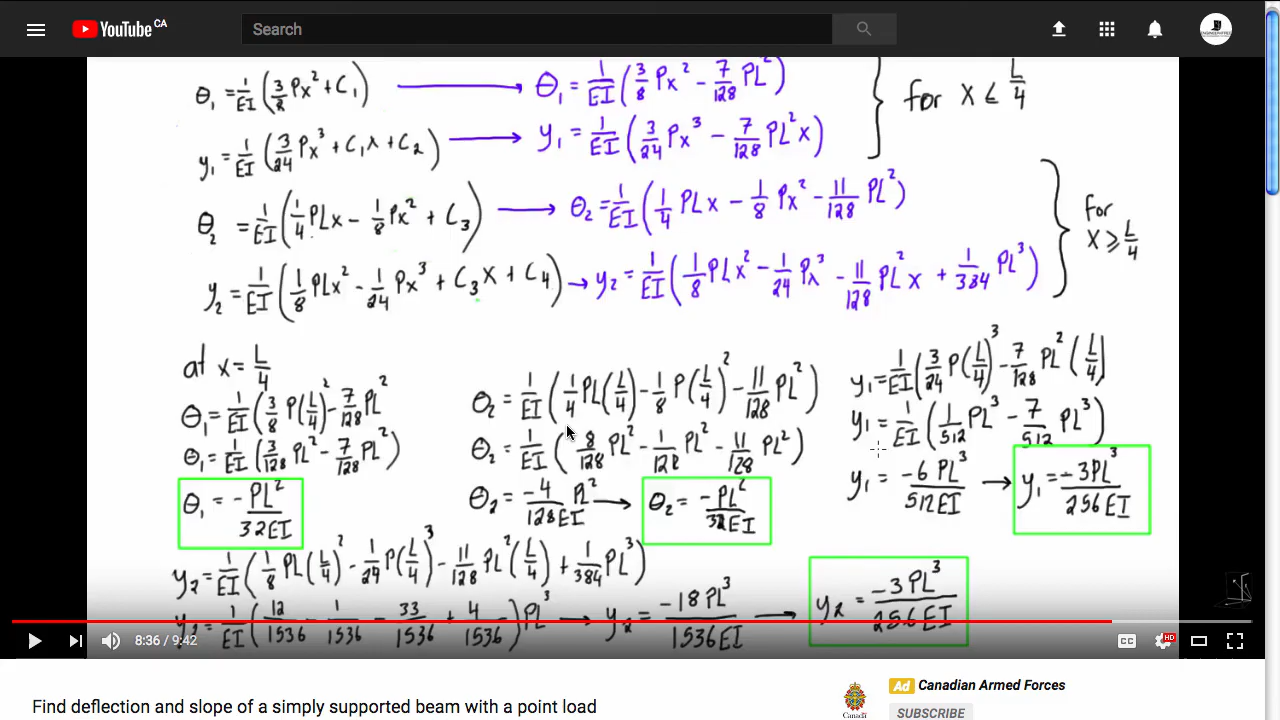 YouTube CA
Search
θ₁ = 1/EI (3/8 Px² + C₁) → θ₁ = 1/EI (3/8 Px² − 7/128 PL²)
y₁ = 1/EI (3/24 Px³ + C₁x + C₂) → y₁ = 1/EI (3/24 Px³ − 7/128 PL²x)
for x ≤ L/4
θ₂ = 1/EI (1/4 PLx − 1/8 Px² + C₃) → θ₂ = 1/EI (1/4 PLx − 1/8 Px² − 11/128 PL²)
y₂ = 1/EI (1/8 PLx² − 1/24 Px³ + C₃x + C₄) → y₂ = 1/EI (1/8 PLx² − 1/24 Px³ − 11/128 PL²x + 1/384 PL³)
for
x ≥ L/4
at x = L/4
θ₁ = 1/EI (3/8 P(L/4)² − 7/128 PL²
θ₁ = 1/EI (3/128 PL² − 7/128 PL²)
θ₁ = −PL²/32EI
θ₂ = 1/EI (1/4 PL(L/4) − 1/8 P(L/4)² − 11/128 PL²)
θ₂ = 1/EI (8/128 PL² − 1/128 PL² − 11/128 PL²)
θ₂ = −4/128EI PL² → θ₂ = −PL²/32EI
y₁ = 1/EI (3/24 P(L/4)³ − 7/128 PL² (L/4)
y₁ = 1/EI (1/512 PL³ − 7/512 PL³)
y₁ = −6PL³/512EI → y₁ = −3PL³/256EI
y₂ = 1/EI (1/8 PL(L/4)² − 1/24 P(L/4)³ − 11/128 PL²(L/4) + 1/384 PL³)
y₂ = 1/EI (12/1536 − 1/1536 − 33/1536 + 4/1536) PL³ → y₂ = −18PL³/1536EI → y₂ = −3PL³/256EI
8:36 / 9:42
CC
HD
Find deflection and slope of a simply supported beam with a point load
Ad Canadian Armed Forces
SUBSCRIBE
Canada